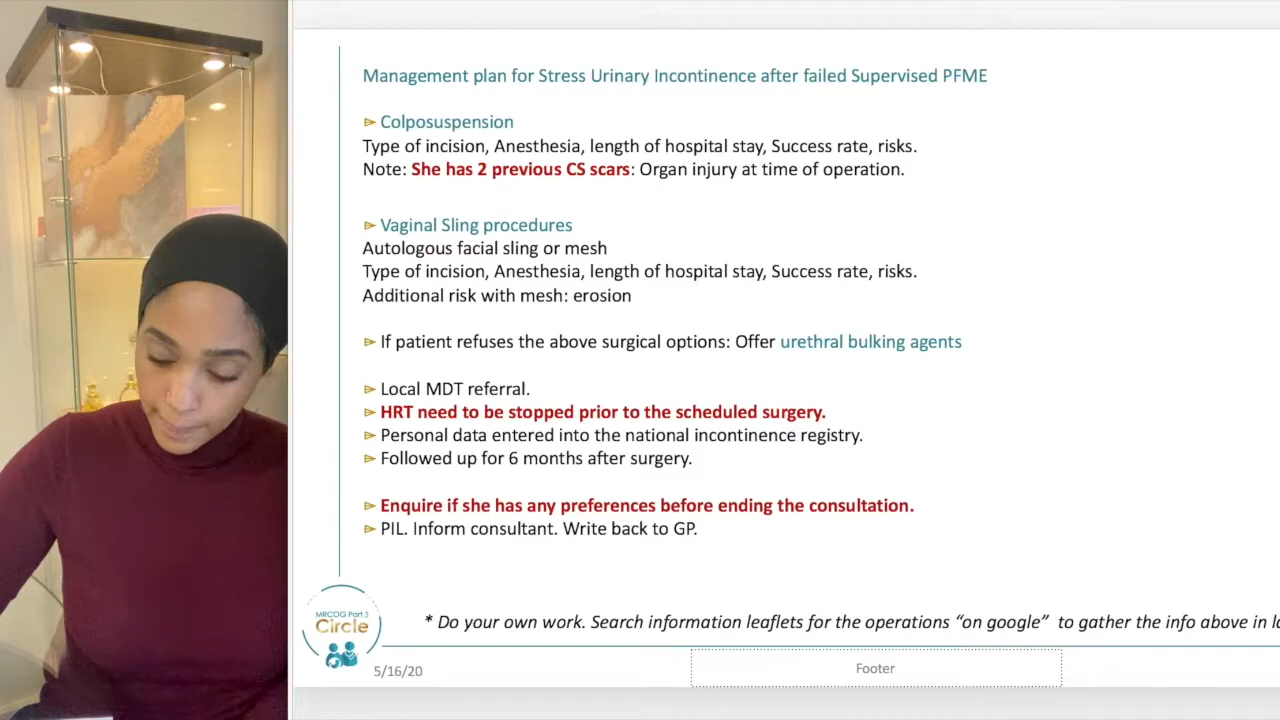 Management plan for Stress Urinary Incontinence after failed Supervised PFME
Colposuspension
Type of incision, Anesthesia, length of hospital stay, Success rate, risks.
Note: She has 2 previous CS scars: Organ injury at time of operation.
Vaginal Sling procedures
Autologous facial sling or mesh
Type of incision, Anesthesia, length of hospital stay, Success rate, risks.
Additional risk with mesh: erosion
If patient refuses the above surgical options: Offer urethral bulking agents
Local MDT referral.
HRT need to be stopped prior to the scheduled surgery.
Personal data entered into the national incontinence registry.
Followed up for 6 months after surgery.
Enquire if she has any preferences before ending the consultation.
PIL. Inform consultant. Write back to GP.
MRCOG Part 3
Circle
* Do your own work. Search information leaflets for the operations “on google” to gather the info above in
5/16/20
Footer